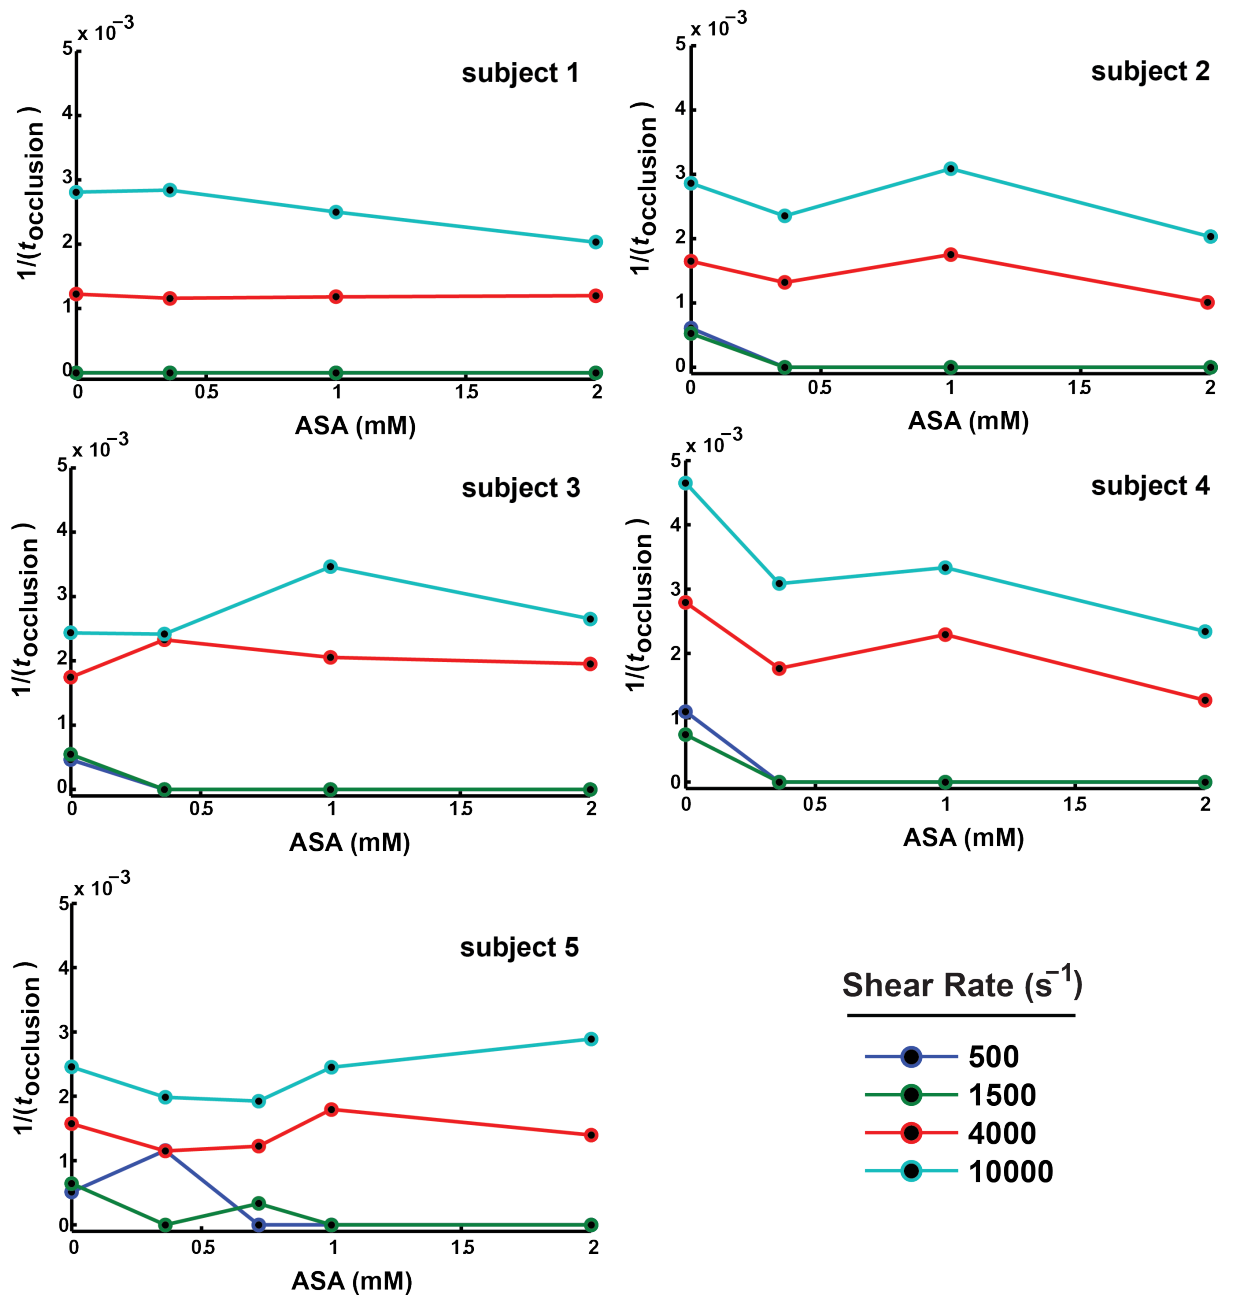 x 10⁻³
subject 1
5
4
3
2
1
0
1/(t occlusion )
0 0.5 1 1.5 2
ASA (mM)
x 10⁻³
subject 2
5
4
3
2
1
0
1/(t occlusion )
0 0.5 1 1.5 2
ASA (mM)
x 10⁻³
subject 3
5
4
3
2
1
0
1/(t occlusion )
0 0.5 1 1.5 2
ASA (mM)
x 10⁻³
subject 4
5
4
3
2
1
0
1/(t occlusion )
0 0.5 1 1.5 2
ASA (mM)
x 10⁻³
subject 5
5
4
3
2
1
0
1/(t occlusion )
0 0.5 1 1.5 2
ASA (mM)
Shear Rate (s⁻¹)
500
1500
4000
10000